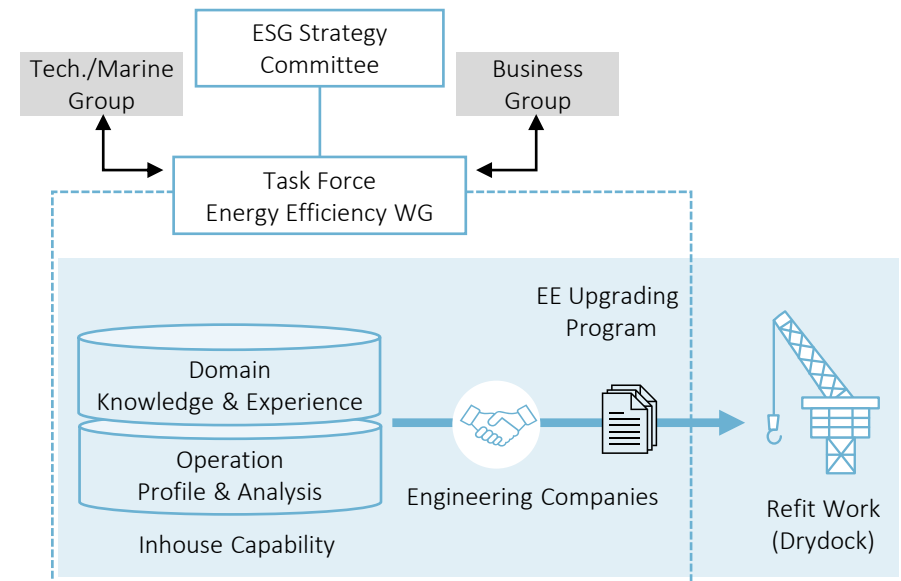 ESG Strategy
Committee
Tech./Marine
Group
Business
Group
Task Force
Energy Efficiency WG
EE Upgrading
Program
Domain
Knowledge & Experience
Operation
Profile & Analysis
Inhouse Capability
Engineering Companies
Refit Work
(Drydock)